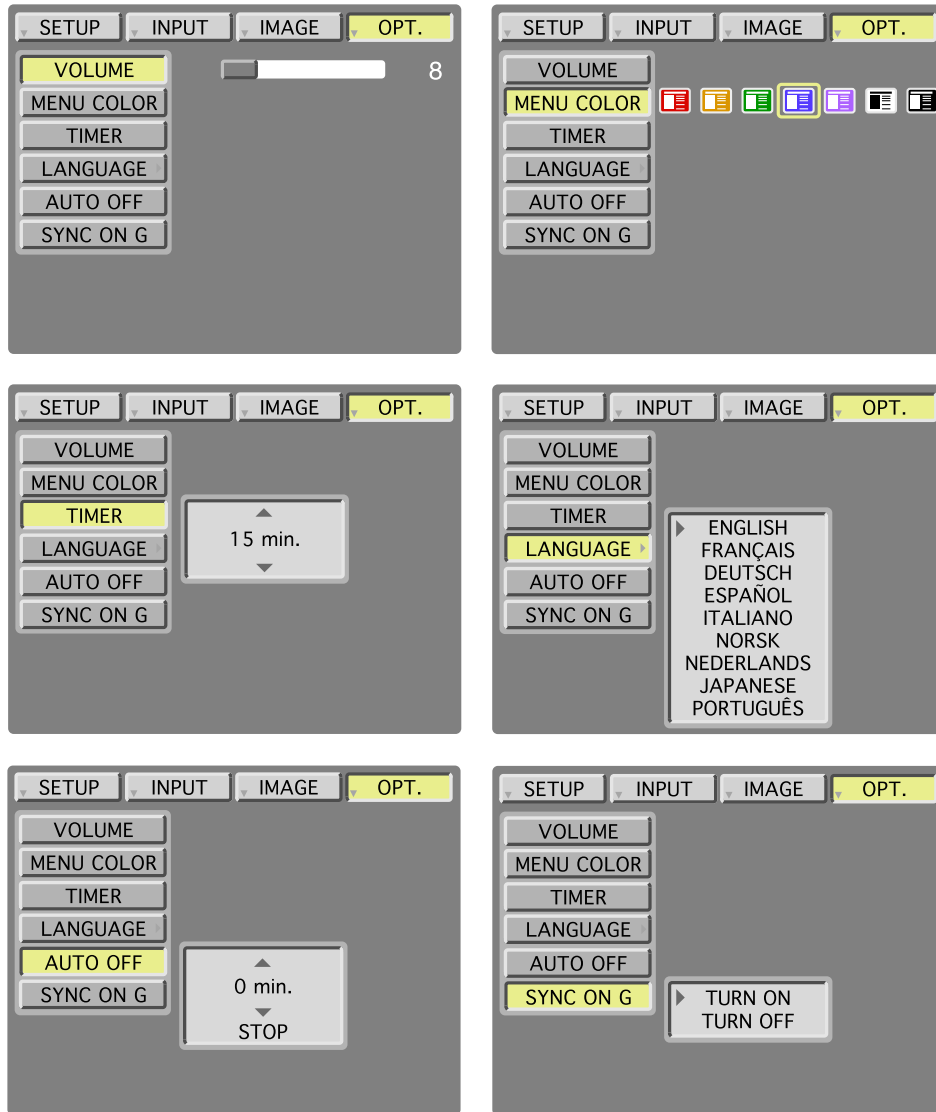 SETUP INPUT IMAGE OPT.
VOLUME 8
MENU COLOR
TIMER
LANGUAGE
AUTO OFF
SYNC ON G
SETUP INPUT IMAGE OPT.
VOLUME
MENU COLOR
TIMER
LANGUAGE
AUTO OFF
SYNC ON G
SETUP INPUT IMAGE OPT.
VOLUME
MENU COLOR
TIMER
LANGUAGE
AUTO OFF
SYNC ON G
15 min.
SETUP INPUT IMAGE OPT.
VOLUME
MENU COLOR
TIMER
LANGUAGE
AUTO OFF
SYNC ON G
ENGLISH
FRANÇAIS
DEUTSCH
ESPAÑOL
ITALIANO
NORSK
NEDERLANDS
JAPANESE
PORTUGUÊS
SETUP INPUT IMAGE OPT.
VOLUME
MENU COLOR
TIMER
LANGUAGE
AUTO OFF
SYNC ON G
0 min.
STOP
SETUP INPUT IMAGE OPT.
VOLUME
MENU COLOR
TIMER
LANGUAGE
AUTO OFF
SYNC ON G
TURN ON
TURN OFF